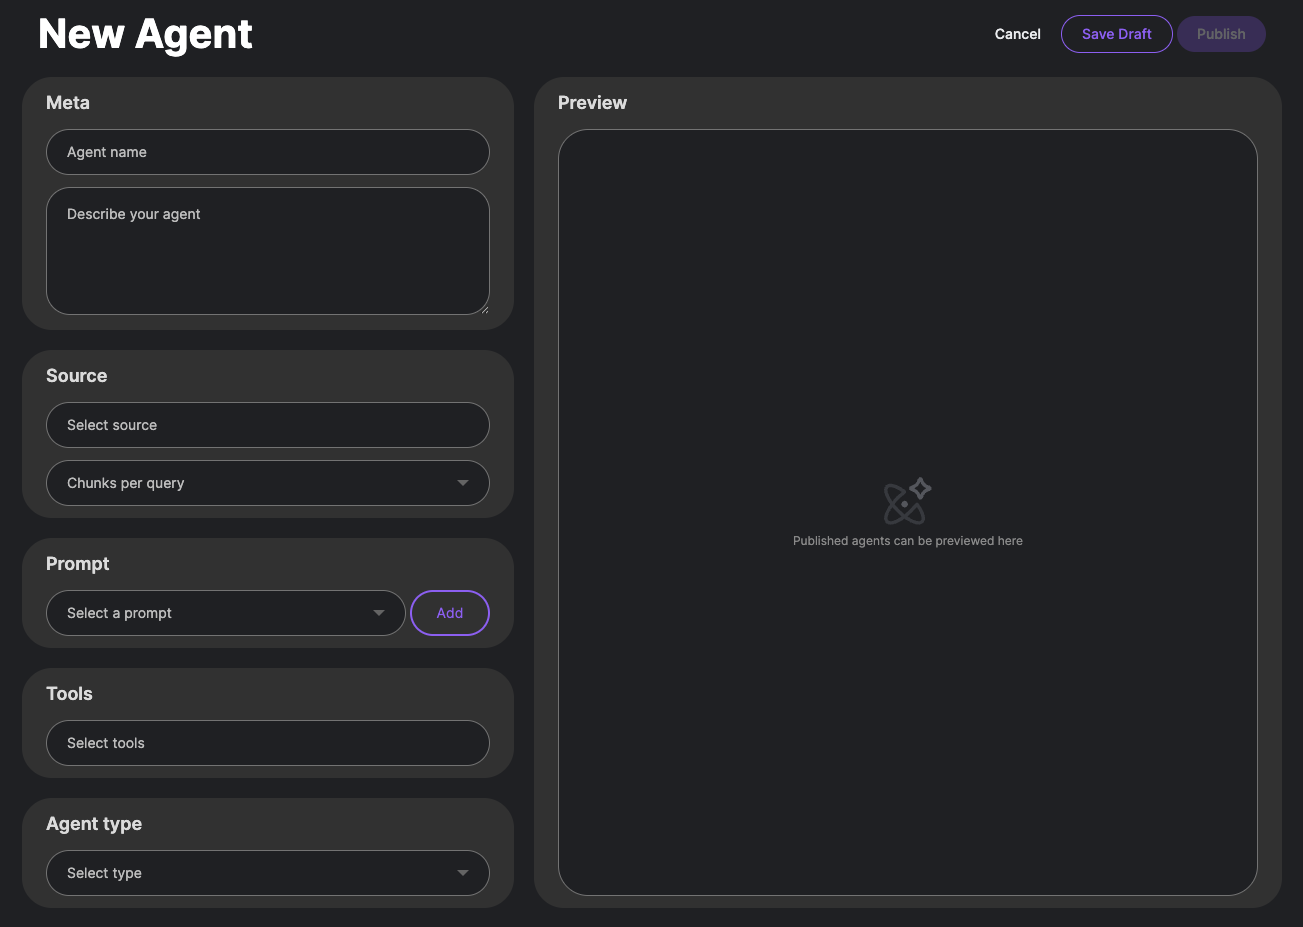 New Agent
Cancel
Save Draft
Publish
Meta
Agent name
Describe your agent
Source
Select source
Chunks per query
Prompt
Select a prompt
Add
Tools
Select tools
Agent type
Select type
Preview
Published agents can be previewed here